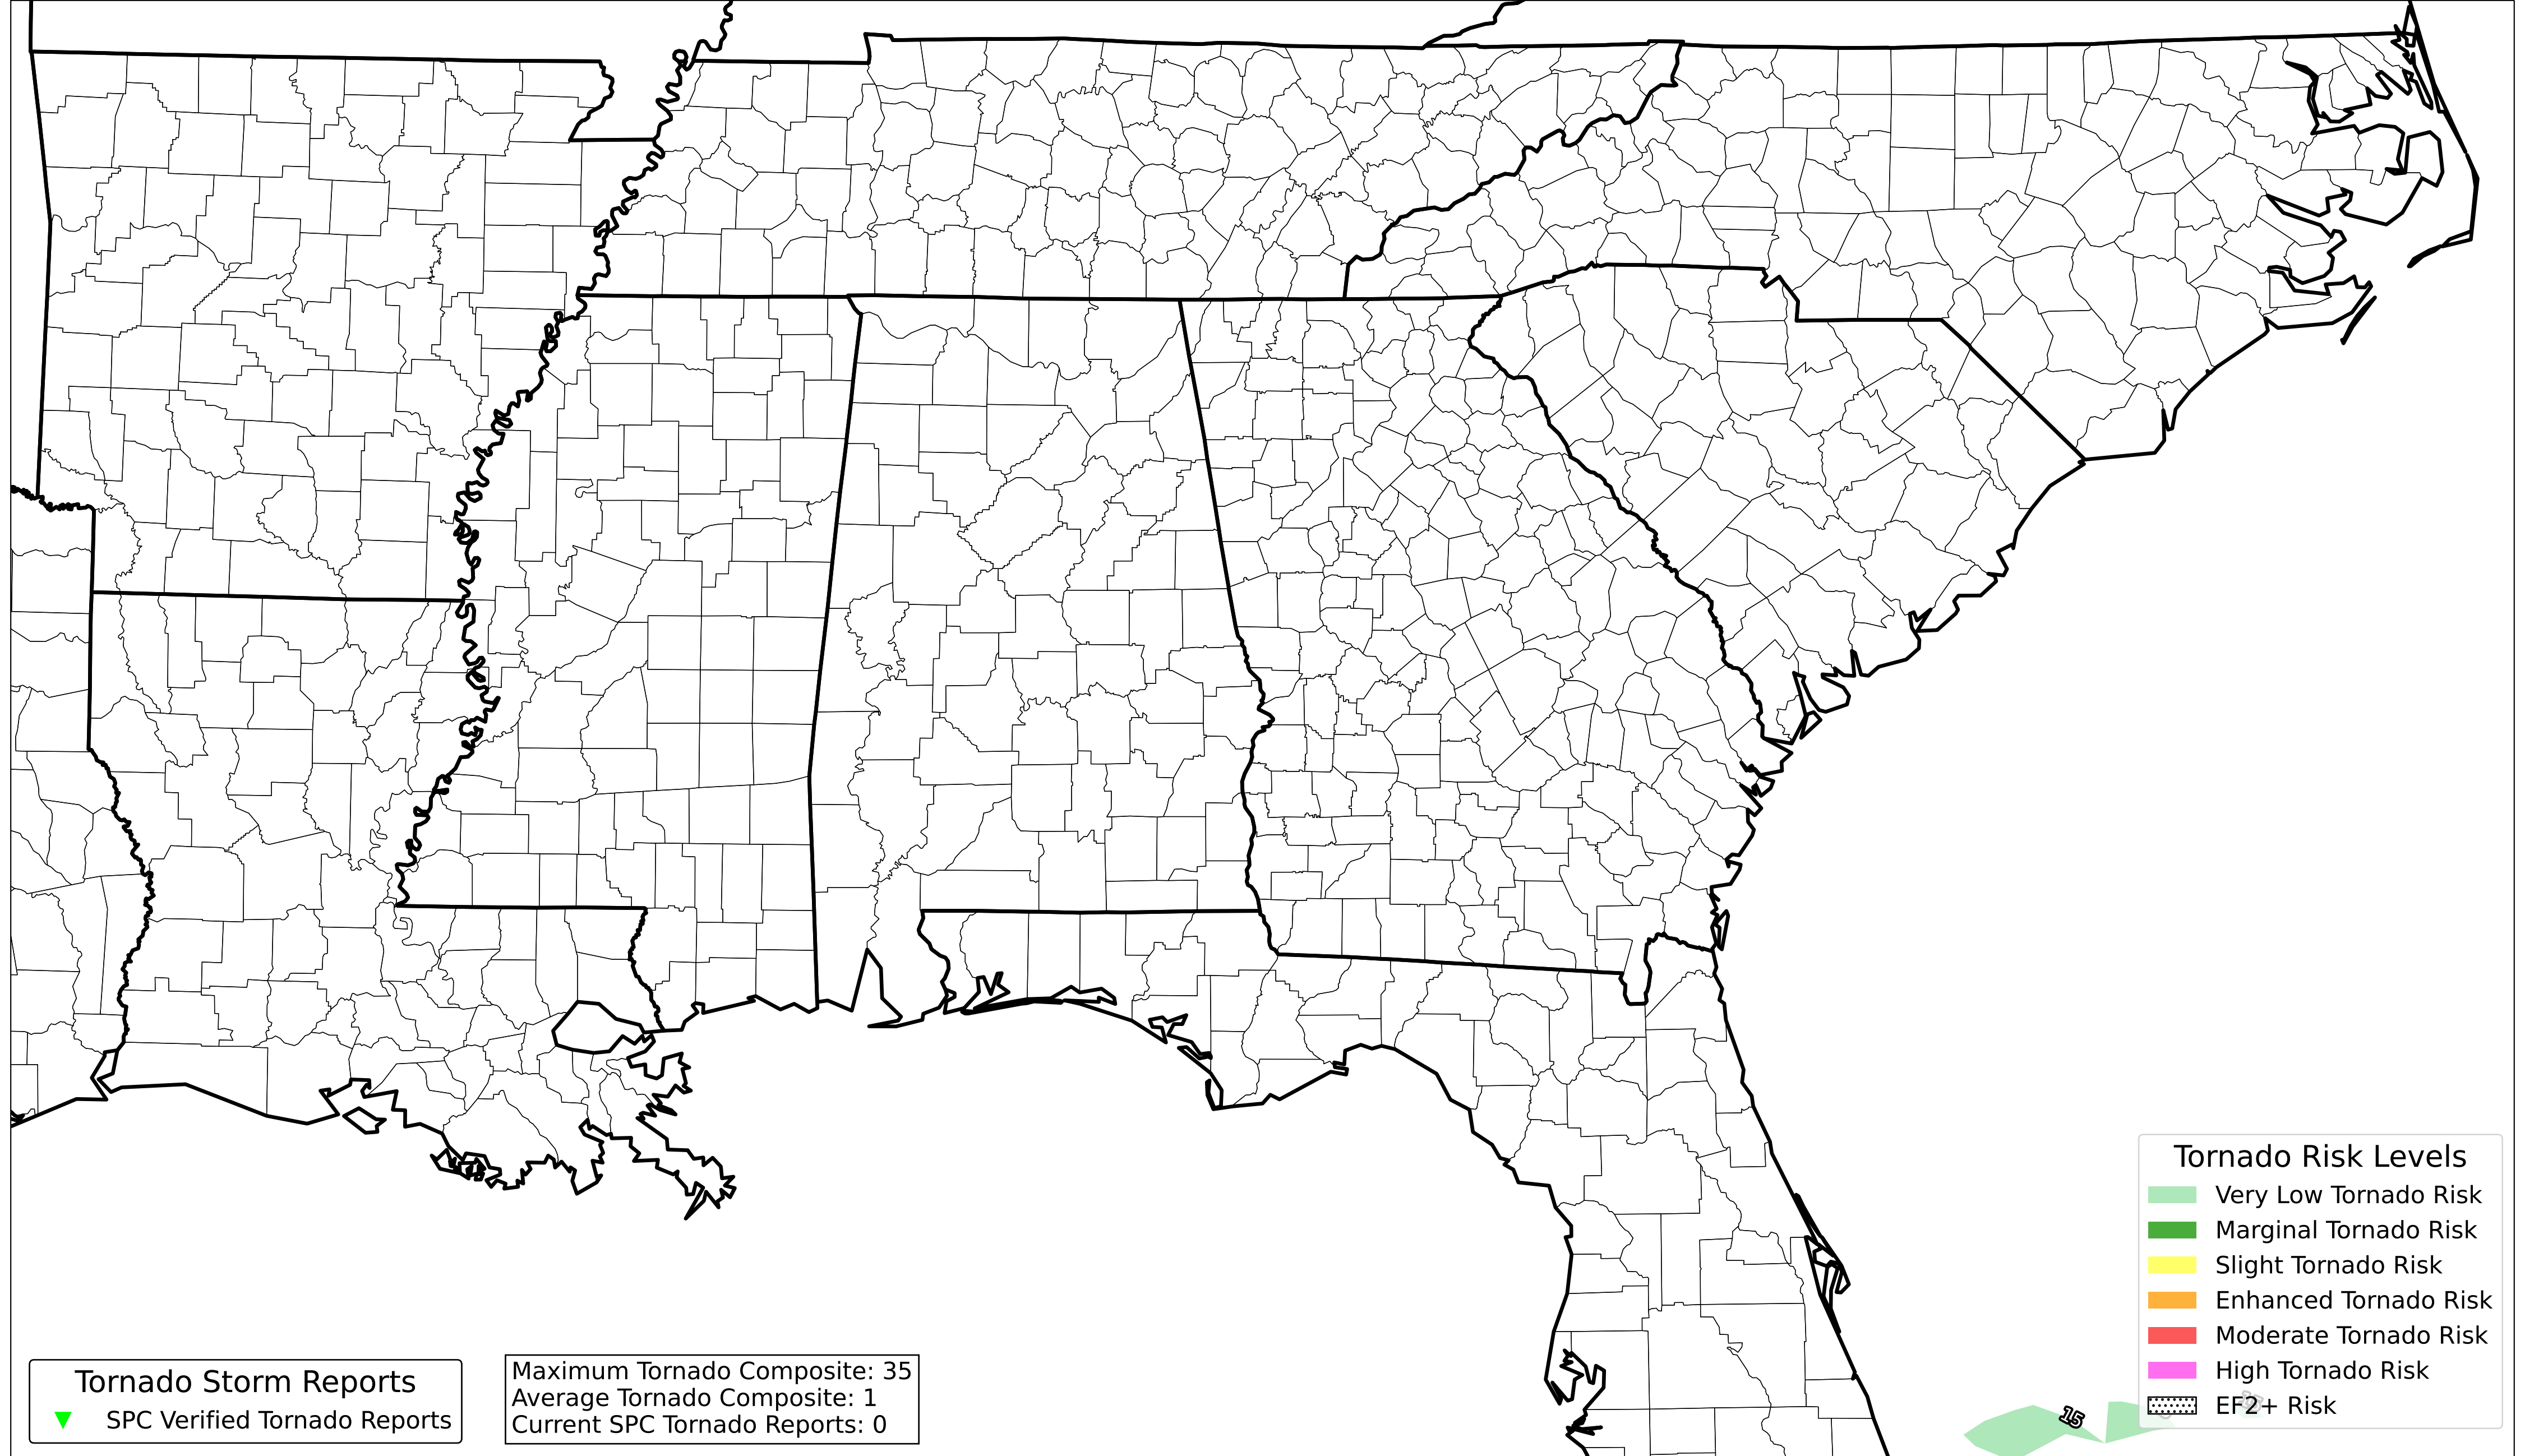 Tornado Risk Levels
Very Low Tornado Risk
Marginal Tornado Risk
Slight Tornado Risk
Enhanced Tornado Risk
Moderate Tornado Risk
High Tornado Risk
EF2+ Risk
15
Tornado Storm Reports
SPC Verified Tornado Reports
Maximum Tornado Composite: 35
Average Tornado Composite: 1
Current SPC Tornado Reports: 0